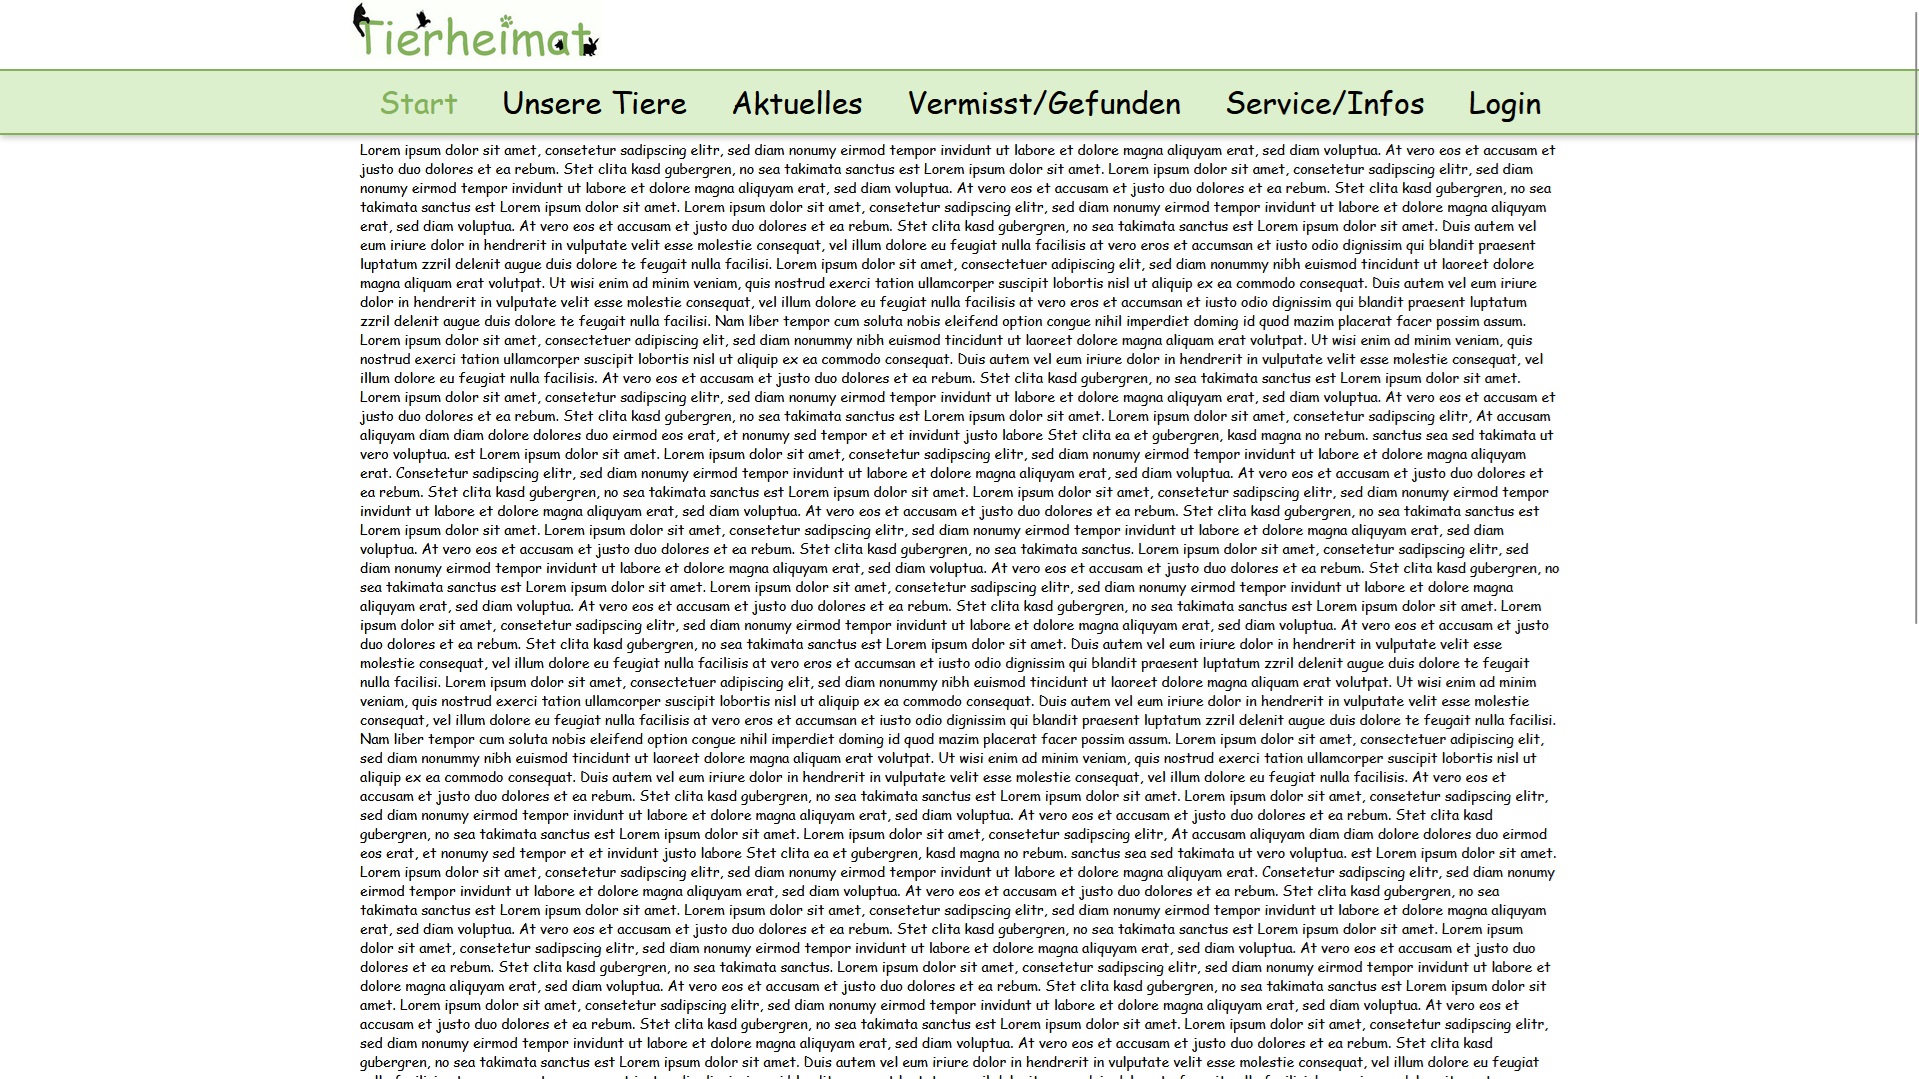 Tierheimat
Start Unsere Tiere Aktuelles Vermisst/Gefunden Service/Infos Login
Lorem ipsum dolor sit amet, consetetur sadipscing elitr, sed diam nonumy eirmod tempor invidunt ut labore et dolore magna aliquyam erat, sed diam voluptua. At vero eos et accusam et
justo duo dolores et ea rebum. Stet clita kasd gubergren, no sea takimata sanctus est Lorem ipsum dolor sit amet. Lorem ipsum dolor sit amet, consetetur sadipscing elitr, sed diam
nonumy eirmod tempor invidunt ut labore et dolore magna aliquyam erat, sed diam voluptua. At vero eos et accusam et justo duo dolores et ea rebum. Stet clita kasd gubergren, no sea
takimata sanctus est Lorem ipsum dolor sit amet. Lorem ipsum dolor sit amet, consetetur sadipscing elitr, sed diam nonumy eirmod tempor invidunt ut labore et dolore magna aliquyam
erat, sed diam voluptua. At vero eos et accusam et justo duo dolores et ea rebum. Stet clita kasd gubergren, no sea takimata sanctus est Lorem ipsum dolor sit amet. Duis autem vel
eum iriure dolor in hendrerit in vulputate velit esse molestie consequat, vel illum dolore eu feugiat nulla facilisis at vero eros et accumsan et iusto odio dignissim qui blandit praesent
luptatum zzril delenit augue duis dolore te feugait nulla facilisi. Lorem ipsum dolor sit amet, consectetuer adipiscing elit, sed diam nonummy nibh euismod tincidunt ut laoreet dolore
magna aliquam erat volutpat. Ut wisi enim ad minim veniam, quis nostrud exerci tation ullamcorper suscipit lobortis nisl ut aliquip ex ea commodo consequat. Duis autem vel eum iriure
dolor in hendrerit in vulputate velit esse molestie consequat, vel illum dolore eu feugiat nulla facilisis at vero eros et accumsan et iusto odio dignissim qui blandit praesent luptatum
zzril delenit augue duis dolore te feugait nulla facilisi. Nam liber tempor cum soluta nobis eleifend option congue nihil imperdiet doming id quod mazim placerat facer possim assum.
Lorem ipsum dolor sit amet, consectetuer adipiscing elit, sed diam nonummy nibh euismod tincidunt ut laoreet dolore magna aliquam erat volutpat. Ut wisi enim ad minim veniam, quis
nostrud exerci tation ullamcorper suscipit lobortis nisl ut aliquip ex ea commodo consequat. Duis autem vel eum iriure dolor in hendrerit in vulputate velit esse molestie consequat, vel
illum dolore eu feugiat nulla facilisis. At vero eos et accusam et justo duo dolores et ea rebum. Stet clita kasd gubergren, no sea takimata sanctus est Lorem ipsum dolor sit amet.
Lorem ipsum dolor sit amet, consetetur sadipscing elitr, sed diam nonumy eirmod tempor invidunt ut labore et dolore magna aliquyam erat, sed diam voluptua. At vero eos et accusam et
justo duo dolores et ea rebum. Stet clita kasd gubergren, no sea takimata sanctus est Lorem ipsum dolor sit amet. Lorem ipsum dolor sit amet, consetetur sadipscing elitr, At accusam
aliquyam diam diam dolore dolores duo eirmod eos erat, et nonumy sed tempor et et invidunt justo labore Stet clita ea et gubergren, kasd magna no rebum. sanctus sea sed takimata ut
vero voluptua. est Lorem ipsum dolor sit amet. Lorem ipsum dolor sit amet, consetetur sadipscing elitr, sed diam nonumy eirmod tempor invidunt ut labore et dolore magna aliquyam
erat. Consetetur sadipscing elitr, sed diam nonumy eirmod tempor invidunt ut labore et dolore magna aliquyam erat, sed diam voluptua. At vero eos et accusam et justo duo dolores et
ea rebum. Stet clita kasd gubergren, no sea takimata sanctus est Lorem ipsum dolor sit amet. Lorem ipsum dolor sit amet, consetetur sadipscing elitr, sed diam nonumy eirmod tempor
invidunt ut labore et dolore magna aliquyam erat, sed diam voluptua. At vero eos et accusam et justo duo dolores et ea rebum. Stet clita kasd gubergren, no sea takimata sanctus est
Lorem ipsum dolor sit amet. Lorem ipsum dolor sit amet, consetetur sadipscing elitr, sed diam nonumy eirmod tempor invidunt ut labore et dolore magna aliquyam erat, sed diam
voluptua. At vero eos et accusam et justo duo dolores et ea rebum. Stet clita kasd gubergren, no sea takimata sanctus. Lorem ipsum dolor sit amet, consetetur sadipscing elitr, sed
diam nonumy eirmod tempor invidunt ut labore et dolore magna aliquyam erat, sed diam voluptua. At vero eos et accusam et justo duo dolores et ea rebum. Stet clita kasd gubergren, no
sea takimata sanctus est Lorem ipsum dolor sit amet. Lorem ipsum dolor sit amet, consetetur sadipscing elitr, sed diam nonumy eirmod tempor invidunt ut labore et dolore magna
aliquyam erat, sed diam voluptua. At vero eos et accusam et justo duo dolores et ea rebum. Stet clita kasd gubergren, no sea takimata sanctus est Lorem ipsum dolor sit amet. Lorem
ipsum dolor sit amet, consetetur sadipscing elitr, sed diam nonumy eirmod tempor invidunt ut labore et dolore magna aliquyam erat, sed diam voluptua. At vero eos et accusam et justo
duo dolores et ea rebum. Stet clita kasd gubergren, no sea takimata sanctus est Lorem ipsum dolor sit amet. Duis autem vel eum iriure dolor in hendrerit in vulputate velit esse
molestie consequat, vel illum dolore eu feugiat nulla facilisis at vero eros et accumsan et iusto odio dignissim qui blandit praesent luptatum zzril delenit augue duis dolore te feugait
nulla facilisi. Lorem ipsum dolor sit amet, consectetuer adipiscing elit, sed diam nonummy nibh euismod tincidunt ut laoreet dolore magna aliquam erat volutpat. Ut wisi enim ad minim
veniam, quis nostrud exerci tation ullamcorper suscipit lobortis nisl ut aliquip ex ea commodo consequat. Duis autem vel eum iriure dolor in hendrerit in vulputate velit esse molestie
consequat, vel illum dolore eu feugiat nulla facilisis at vero eros et accumsan et iusto odio dignissim qui blandit praesent luptatum zzril delenit augue duis dolore te feugait nulla facilisi.
Nam liber tempor cum soluta nobis eleifend option congue nihil imperdiet doming id quod mazim placerat facer possim assum. Lorem ipsum dolor sit amet, consectetuer adipiscing elit,
sed diam nonummy nibh euismod tincidunt ut laoreet dolore magna aliquam erat volutpat. Ut wisi enim ad minim veniam, quis nostrud exerci tation ullamcorper suscipit lobortis nisl ut
aliquip ex ea commodo consequat. Duis autem vel eum iriure dolor in hendrerit in vulputate velit esse molestie consequat, vel illum dolore eu feugiat nulla facilisis. At vero eos et
accusam et justo duo dolores et ea rebum. Stet clita kasd gubergren, no sea takimata sanctus est Lorem ipsum dolor sit amet. Lorem ipsum dolor sit amet, consetetur sadipscing elitr,
sed diam nonumy eirmod tempor invidunt ut labore et dolore magna aliquyam erat, sed diam voluptua. At vero eos et accusam et justo duo dolores et ea rebum. Stet clita kasd
gubergren, no sea takimata sanctus est Lorem ipsum dolor sit amet. Lorem ipsum dolor sit amet, consetetur sadipscing elitr, At accusam aliquyam diam diam dolore dolores duo eirmod
eos erat, et nonumy sed tempor et et invidunt justo labore Stet clita ea et gubergren, kasd magna no rebum. sanctus sea sed takimata ut vero voluptua. est Lorem ipsum dolor sit amet.
Lorem ipsum dolor sit amet, consetetur sadipscing elitr, sed diam nonumy eirmod tempor invidunt ut labore et dolore magna aliquyam erat. Consetetur sadipscing elitr, sed diam nonumy
eirmod tempor invidunt ut labore et dolore magna aliquyam erat, sed diam voluptua. At vero eos et accusam et justo duo dolores et ea rebum. Stet clita kasd gubergren, no sea
takimata sanctus est Lorem ipsum dolor sit amet. Lorem ipsum dolor sit amet, consetetur sadipscing elitr, sed diam nonumy eirmod tempor invidunt ut labore et dolore magna aliquyam
erat, sed diam voluptua. At vero eos et accusam et justo duo dolores et ea rebum. Stet clita kasd gubergren, no sea takimata sanctus est Lorem ipsum dolor sit amet. Lorem ipsum
dolor sit amet, consetetur sadipscing elitr, sed diam nonumy eirmod tempor invidunt ut labore et dolore magna aliquyam erat, sed diam voluptua. At vero eos et accusam et justo duo
dolores et ea rebum. Stet clita kasd gubergren, no sea takimata sanctus. Lorem ipsum dolor sit amet, consetetur sadipscing elitr, sed diam nonumy eirmod tempor invidunt ut labore et
dolore magna aliquyam erat, sed diam voluptua. At vero eos et accusam et justo duo dolores et ea rebum. Stet clita kasd gubergren, no sea takimata sanctus est Lorem ipsum dolor sit
amet. Lorem ipsum dolor sit amet, consetetur sadipscing elitr, sed diam nonumy eirmod tempor invidunt ut labore et dolore magna aliquyam erat, sed diam voluptua. At vero eos et
accusam et justo duo dolores et ea rebum. Stet clita kasd gubergren, no sea takimata sanctus est Lorem ipsum dolor sit amet. Lorem ipsum dolor sit amet, consetetur sadipscing elitr,
sed diam nonumy eirmod tempor invidunt ut labore et dolore magna aliquyam erat, sed diam voluptua. At vero eos et accusam et justo duo dolores et ea rebum. Stet clita kasd
gubergren, no sea takimata sanctus est Lorem ipsum dolor sit amet. Duis autem vel eum iriure dolor in hendrerit in vulputate velit esse molestie consequat, vel illum dolore eu feugiat